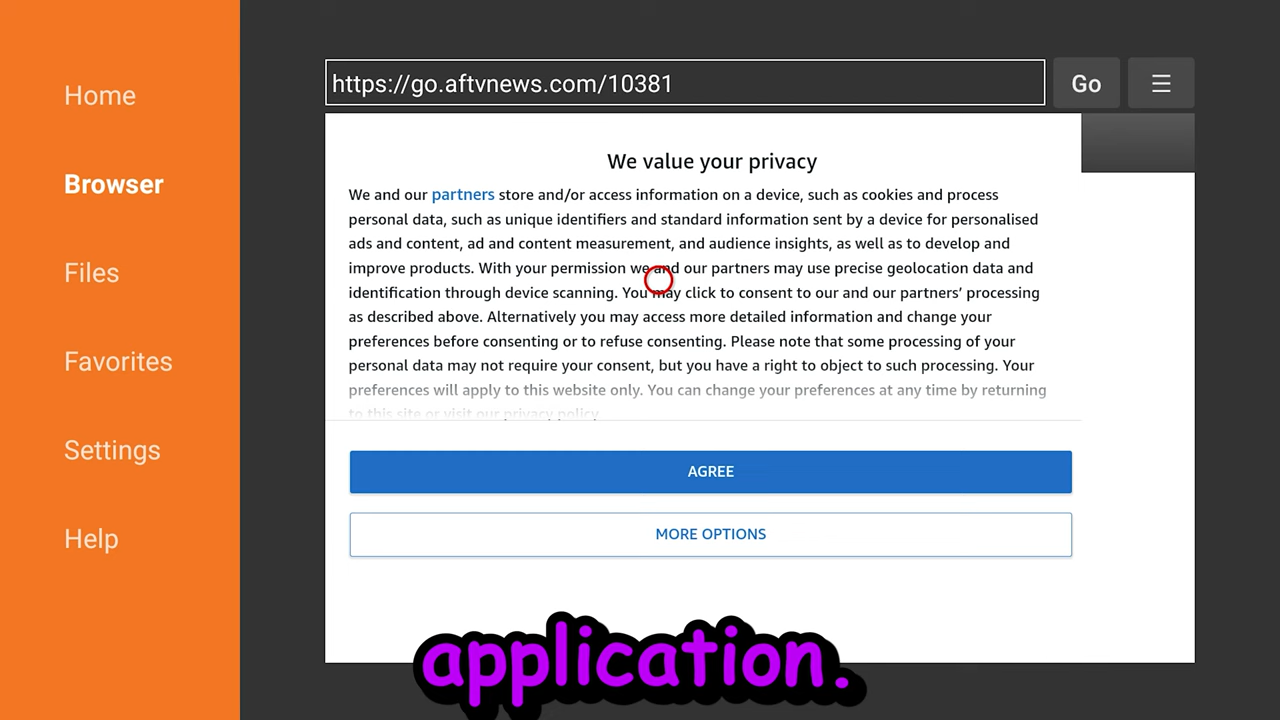 Home
Browser
Files
Favorites
Settings
Help
https://go.aftvnews.com/10381
Go
We value your privacy
We and our partners store and/or access information on a device, such as cookies and process
personal data, such as unique identifiers and standard information sent by a device for personalised
ads and content, ad and content measurement, and audience insights, as well as to develop and
improve products. With your permission we and our partners may use precise geolocation data and
identification through device scanning. You may click to consent to our and our partners’ processing
as described above. Alternatively you may access more detailed information and change your
preferences before consenting or to refuse consenting. Please note that some processing of your
personal data may not require your consent, but you have a right to object to such processing. Your
preferences will apply to this website only. You can change your preferences at any time by returning
to this site or visit our privacy policy.
AGREE
MORE OPTIONS
application.